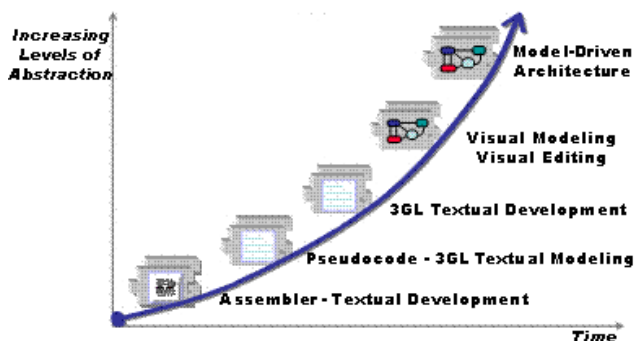 Increasing
Levels of
Abstraction
Model-Driven
Architecture
Visual Modeling
Visual Editing
3GL Textual Development
Pseudocode - 3GL Textual Modeling
Assembler - Textual Development
Time